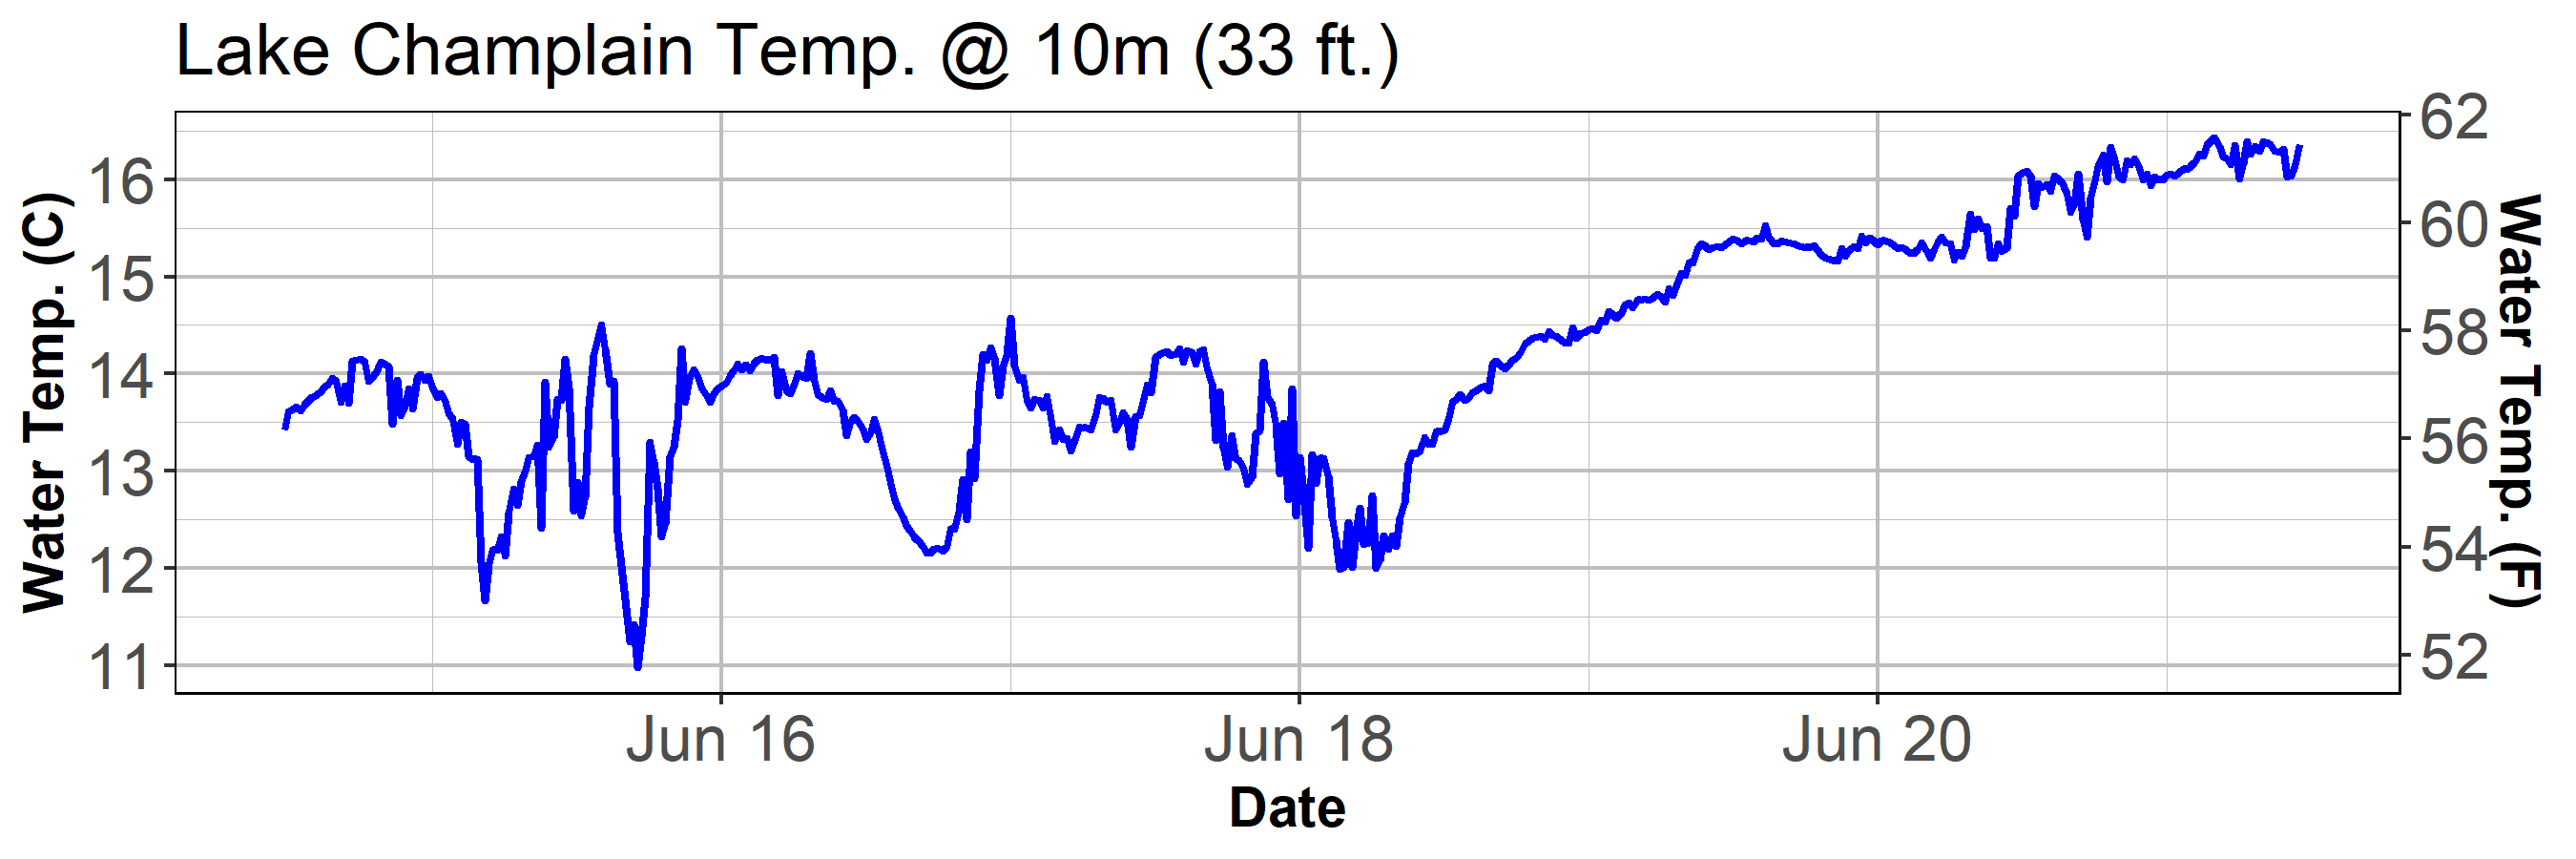 Lake Champlain Temp. @ 10m (33 ft.)
Water Temp. (C)
16
15
14
13
12
11
62
60
58
56
54
52
Water Temp. (F)
Jun 16
Jun 18
Jun 20
Date